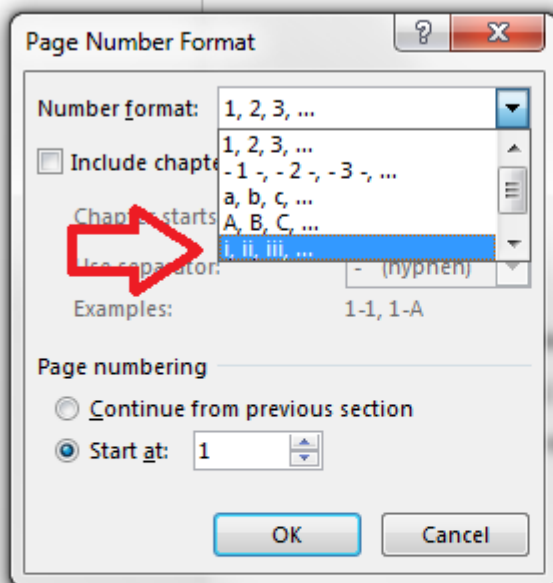 Page Number Format
Number format: 1, 2, 3, ...
1, 2, 3, ...
Include chapte
- 1 -, - 2 -, - 3 -, ...
a, b, c, ...
Chapter starts
A, B, C, ...
i, ii, iii, ...
Use separator: - (hyphen)
Examples: 1-1, 1-A
Page numbering
Continue from previous section
Start at: 1
OK Cancel